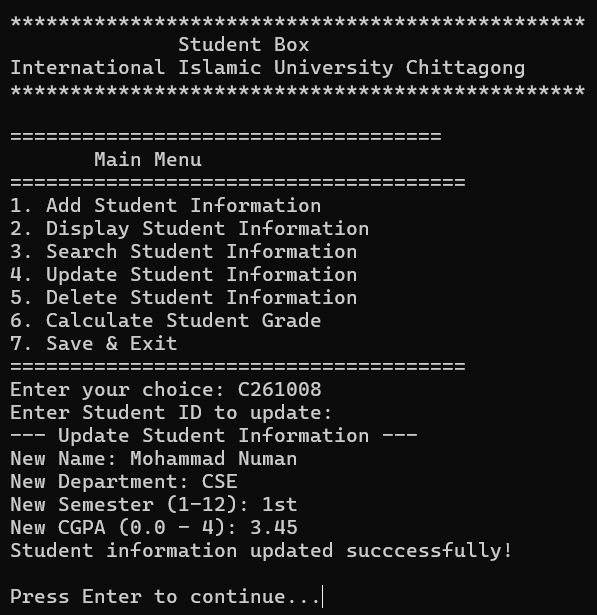 ************************************************
Student Box
International Islamic University Chittagong
************************************************
====================================
Main Menu
======================================
1. Add Student Information
2. Display Student Information
3. Search Student Information
4. Update Student Information
5. Delete Student Information
6. Calculate Student Grade
7. Save & Exit
======================================
Enter your choice: C261008
Enter Student ID to update:
--- Update Student Information ---
New Name: Mohammad Numan
New Department: CSE
New Semester (1-12): 1st
New CGPA (0.0 - 4): 3.45
Student information updated succcessfully!
Press Enter to continue...